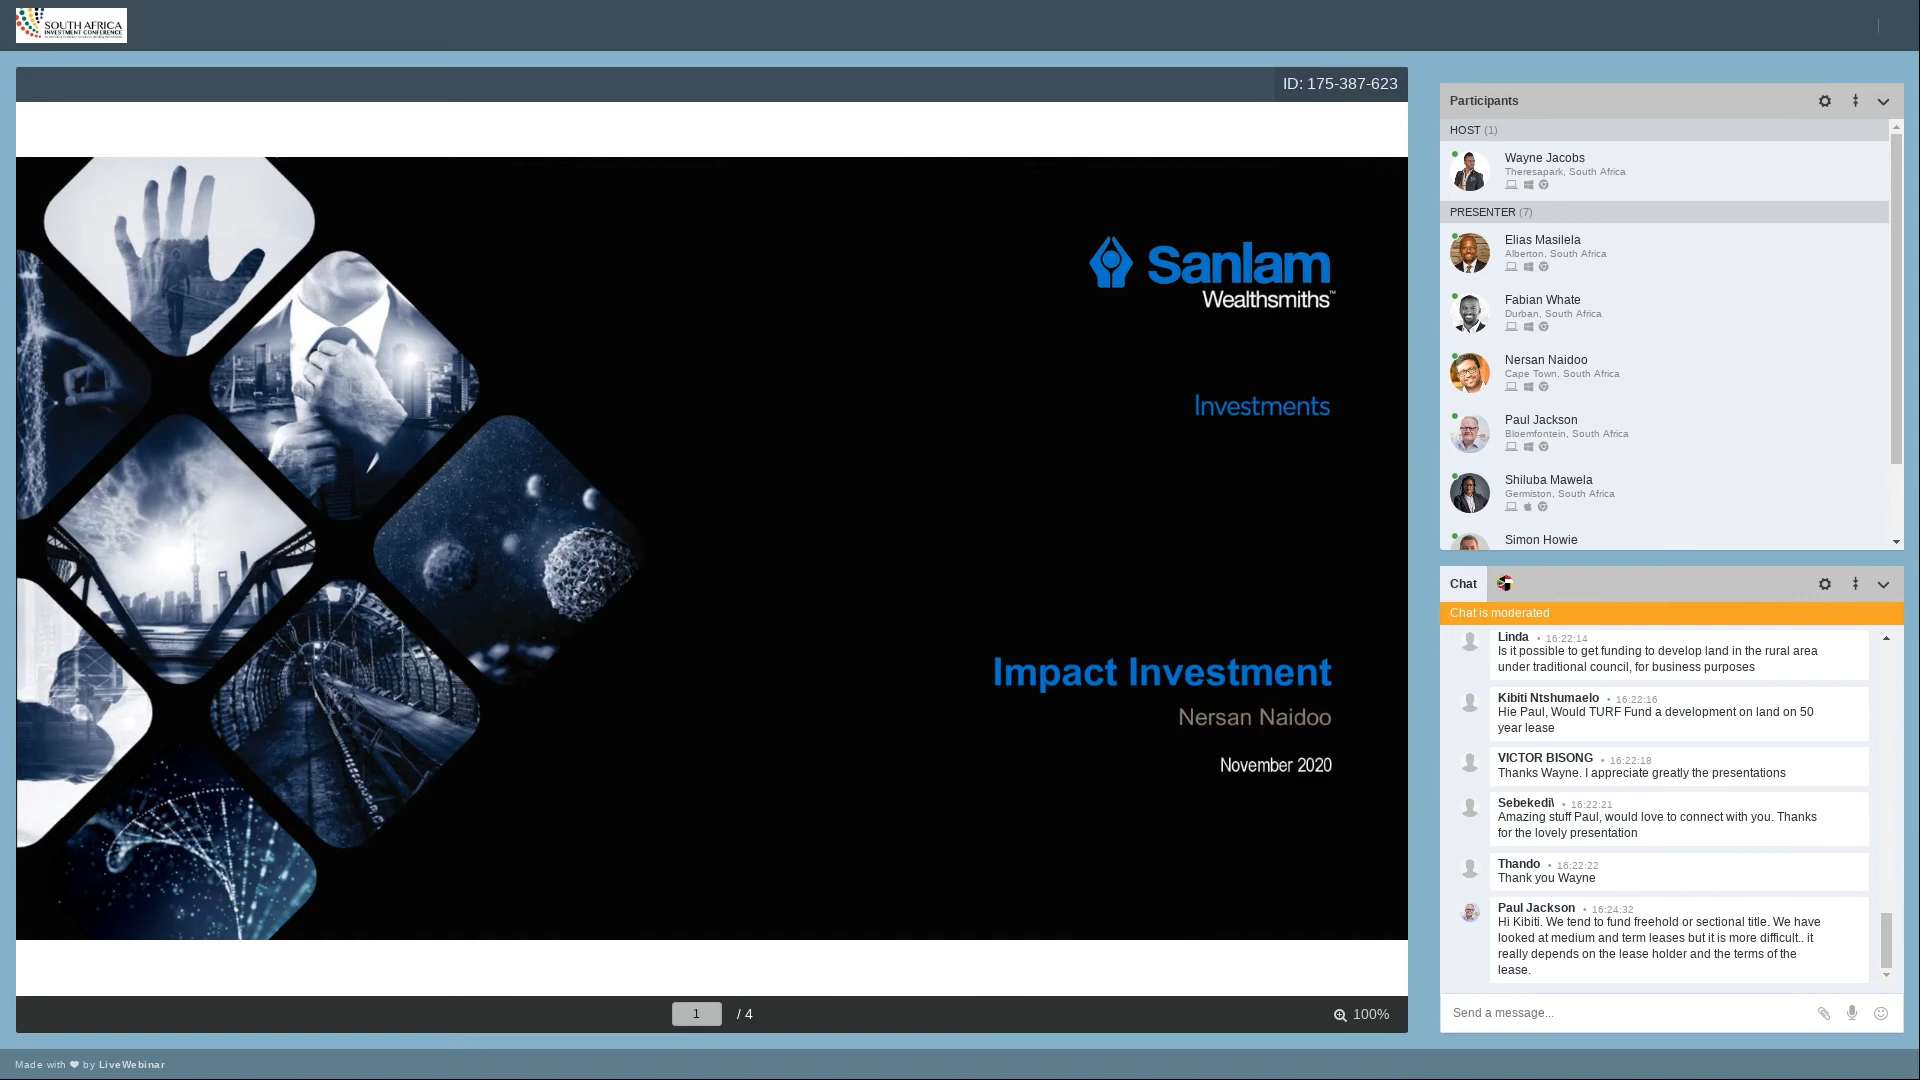 SOUTH AFRICA
INVESTMENT CONFERENCE
ID: 175-387-623
Sanlam
Wealthsmiths™
Investments
Impact Investment
Nersan Naidoo
November 2020
1 / 4
100%
Participants
HOST (1)
Wayne Jacobs
Theresapark, South Africa
PRESENTER (7)
Elias Masilela
Alberton, South Africa
Fabian Whate
Durban, South Africa
Nersan Naidoo
Cape Town, South Africa
Paul Jackson
Bloemfontein, South Africa
Shiluba Mawela
Germiston, South Africa
Simon Howie
Chat
Chat is moderated
Linda • 16:22:14
Is it possible to get funding to develop land in the rural area
under traditional council, for business purposes
Kibiti Ntshumaelo • 16:22:16
Hie Paul, Would TURF Fund a development on land on 50
year lease
VICTOR BISONG • 16:22:18
Thanks Wayne. I appreciate greatly the presentations
Sebekedi\ • 16:22:21
Amazing stuff Paul, would love to connect with you. Thanks
for the lovely presentation
Thando • 16:22:22
Thank you Wayne
Paul Jackson • 16:24:32
Hi Kibiti. We tend to fund freehold or sectional title. We have
looked at medium and term leases but it is more difficult.. it
really depends on the lease holder and the terms of the
lease.
Send a message...
Made with ♥ by LiveWebinar